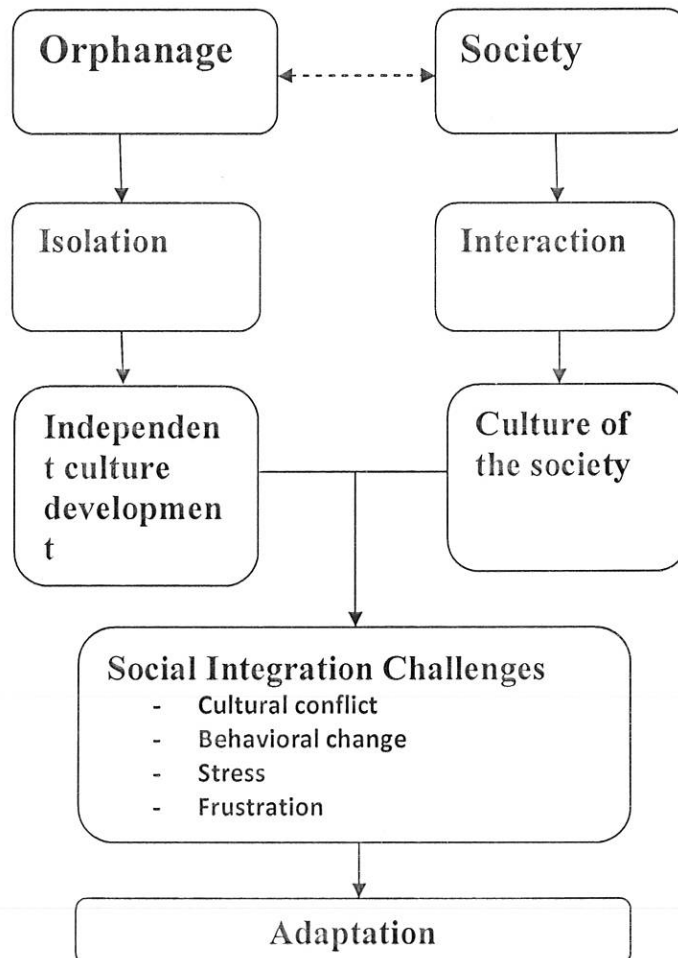 Orphanage
Society
Isolation
Interaction
Independen
t culture
developmen
t
Culture of
the society
Social Integration Challenges
- Cultural conflict
- Behavioral change
- Stress
- Frustration
Adaptation